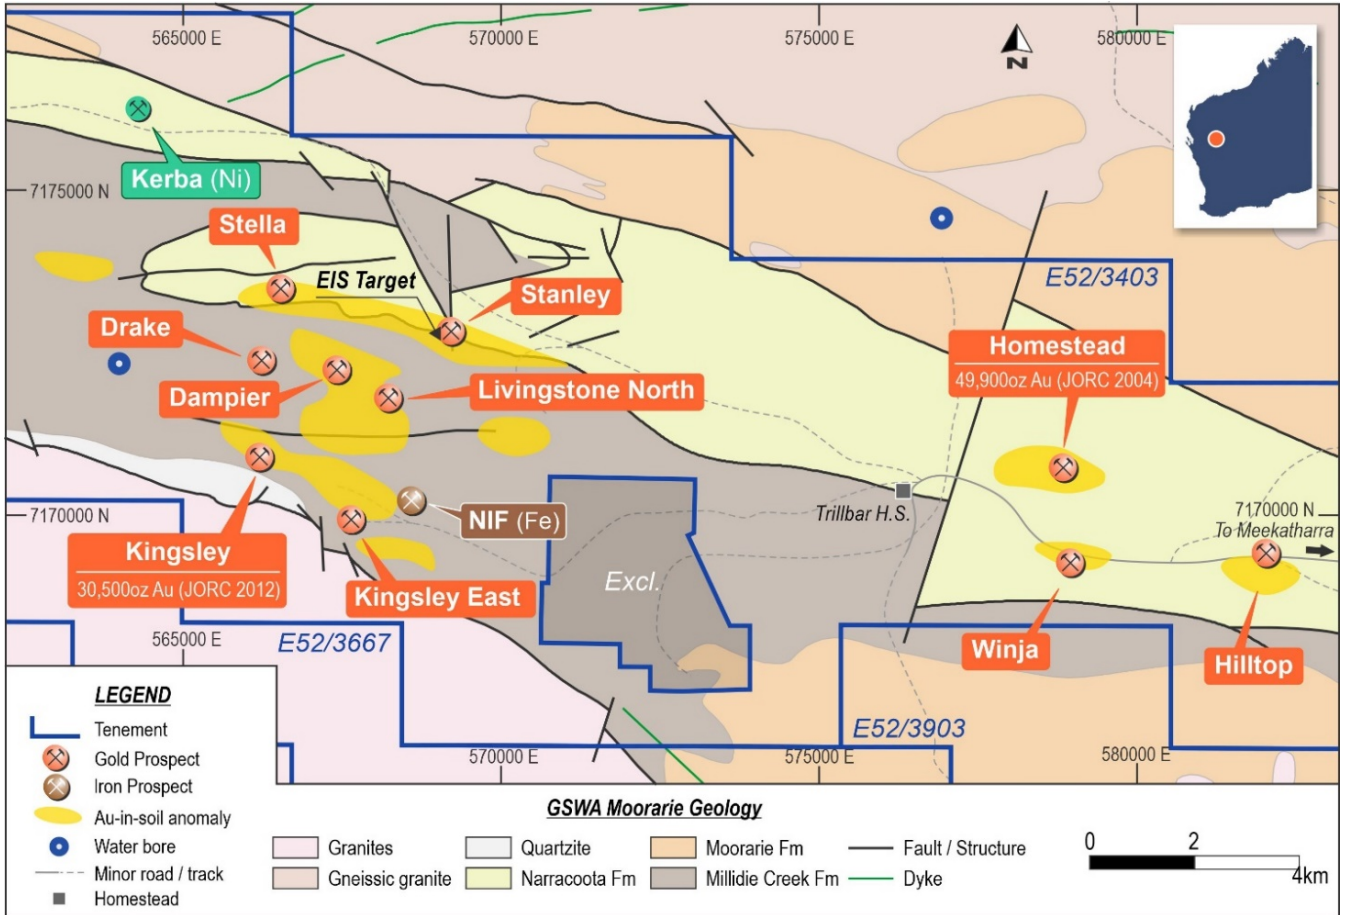 565000 E
570000 E
575000 E
580000 E
N
Kerba (Ni)
7175000 N
Stella
EIS Target
Stanley
E52/3403
Drake
Homestead
49,900oz Au (JORC 2004)
Dampier
Livingstone North
7170000 N
NIF (Fe)
Trillbar H.S.
7170000 N
To Meekatharra
Kingsley
30,500oz Au (JORC 2012)
Excl.
Kingsley East
565000 E
E52/3667
Winja
Hilltop
E52/3903
570000 E
575000 E
580000 E
LEGEND
Tenement
Gold Prospect
Iron Prospect
Au-in-soil anomaly
Water bore
Minor road / track
Homestead
GSWA Moorarie Geology
Granites
Quartzite
Moorarie Fm
Fault / Structure
Gneissic granite
Narracoota Fm
Millidie Creek Fm
Dyke
0
2
4km